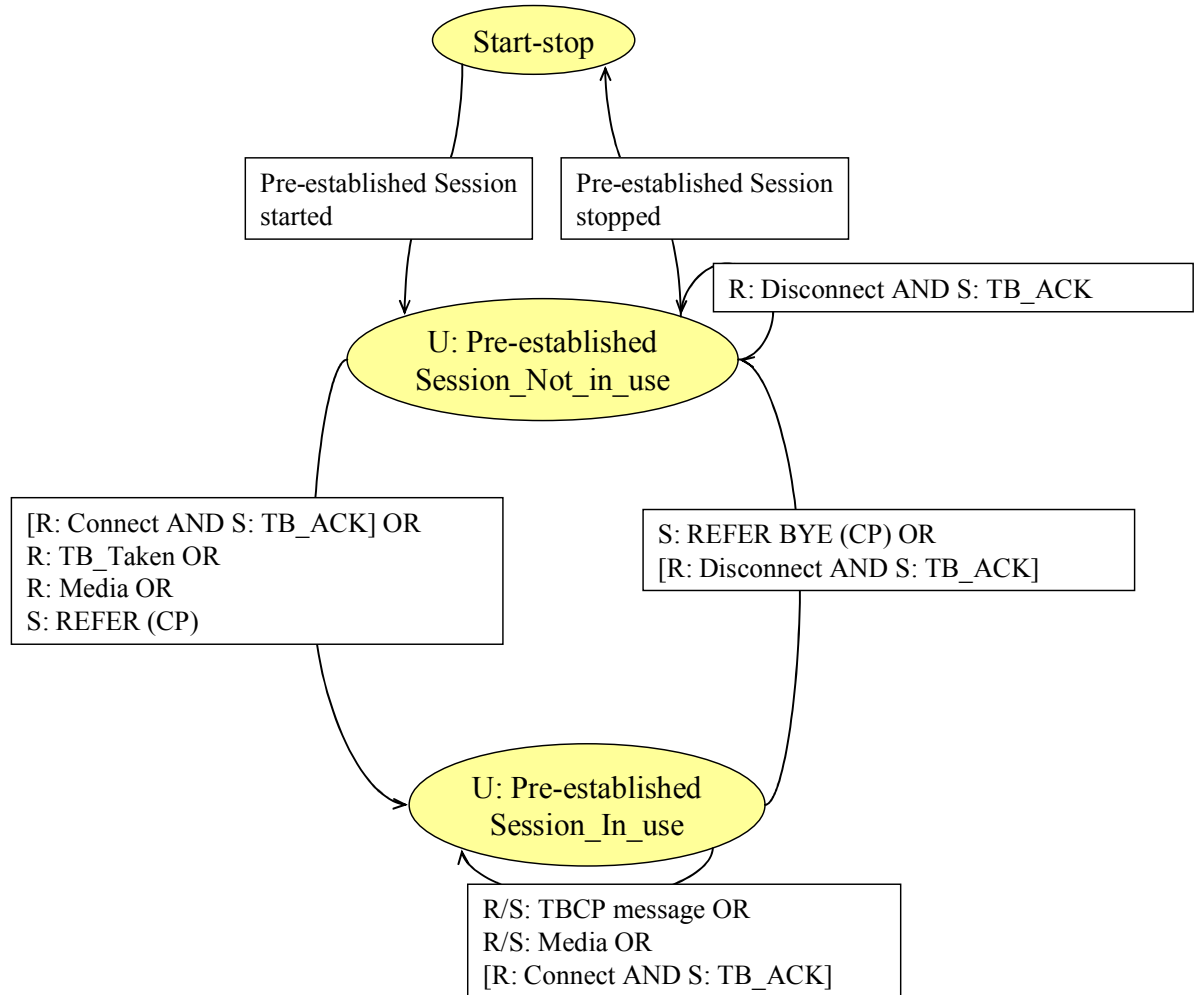 Start-stop
Pre-established Session
started
Pre-established Session
stopped
R: Disconnect AND S: TB_ACK
U: Pre-established
Session_Not_in_use
[R: Connect AND S: TB_ACK] OR
R: TB_Taken OR
R: Media OR
S: REFER (CP)
S: REFER BYE (CP) OR
[R: Disconnect AND S: TB_ACK]
U: Pre-established
Session_In_use
R/S: TBCP message OR
R/S: Media OR
[R: Connect AND S: TB_ACK]